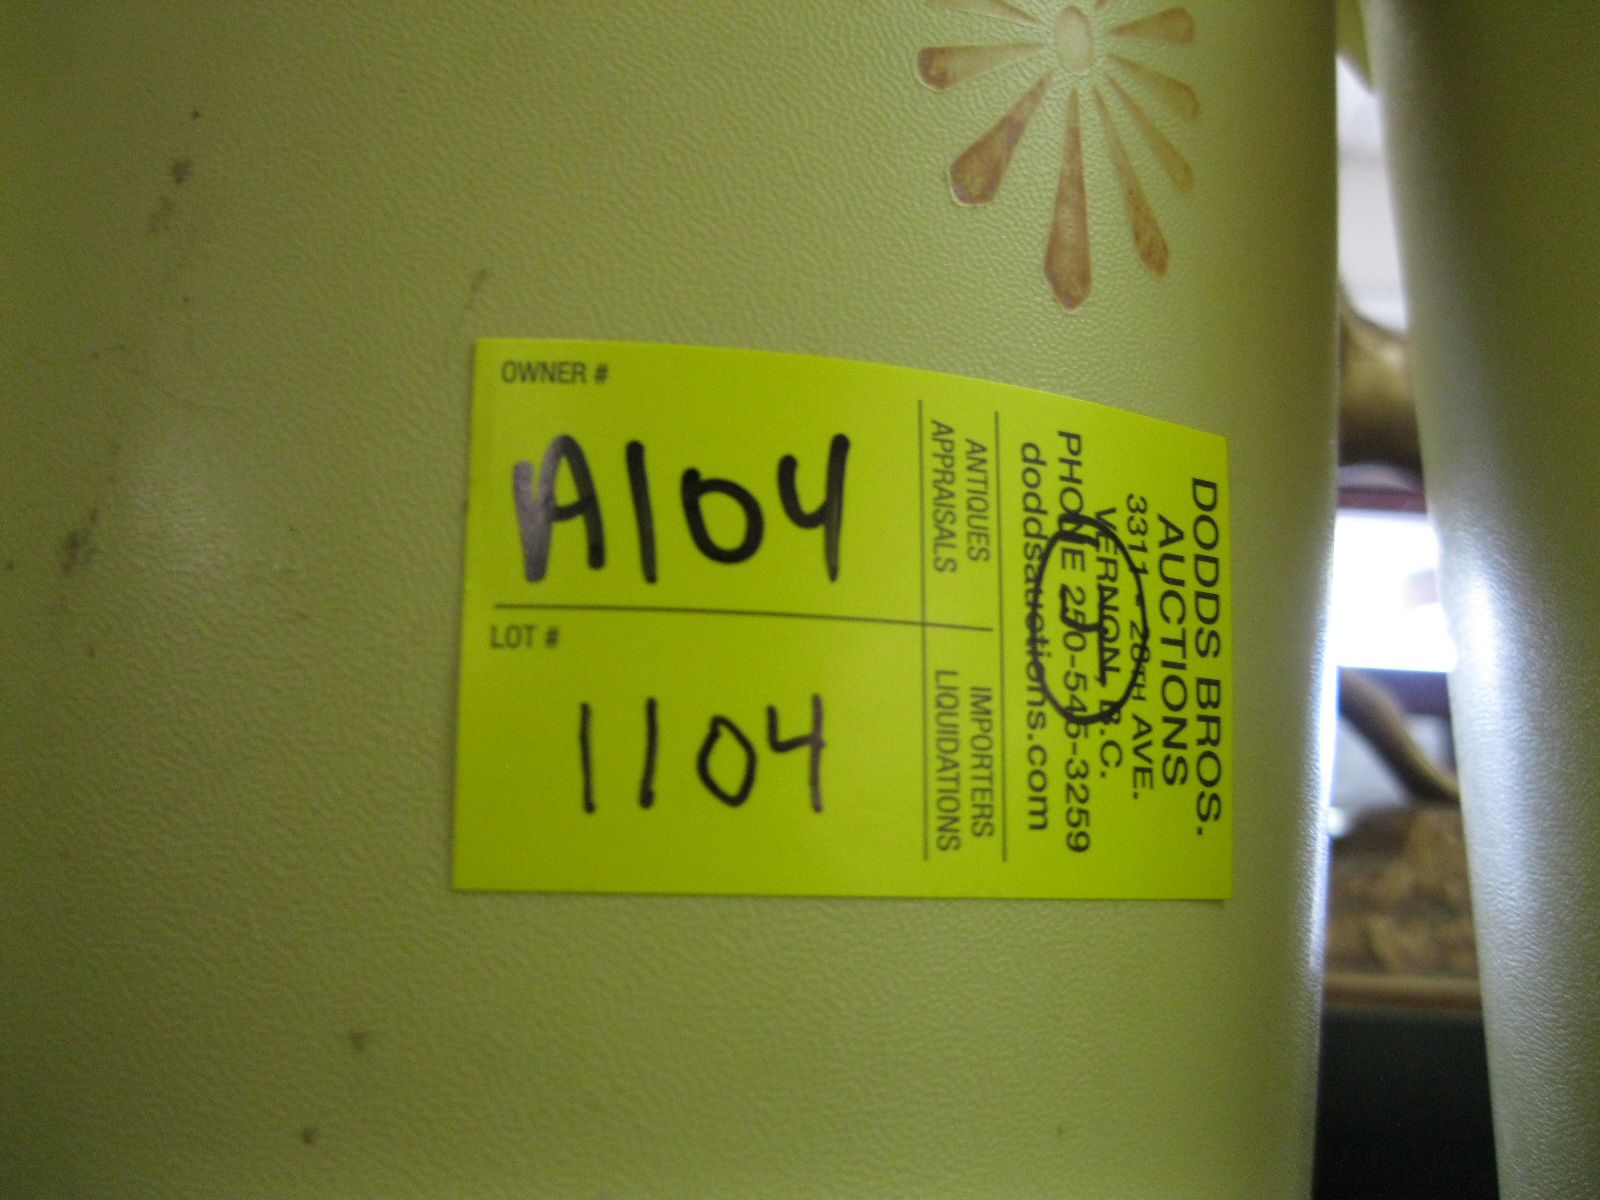 DODDS BROS.
AUCTIONS
3311 - 28TH AVE.
VERNON, B.C.
PHONE 250-545-3259
doddsauctions.com
ANTIQUES
APPRAISALS
IMPORTERS
LIQUIDATIONS
OWNER #
A104
LOT #
1104